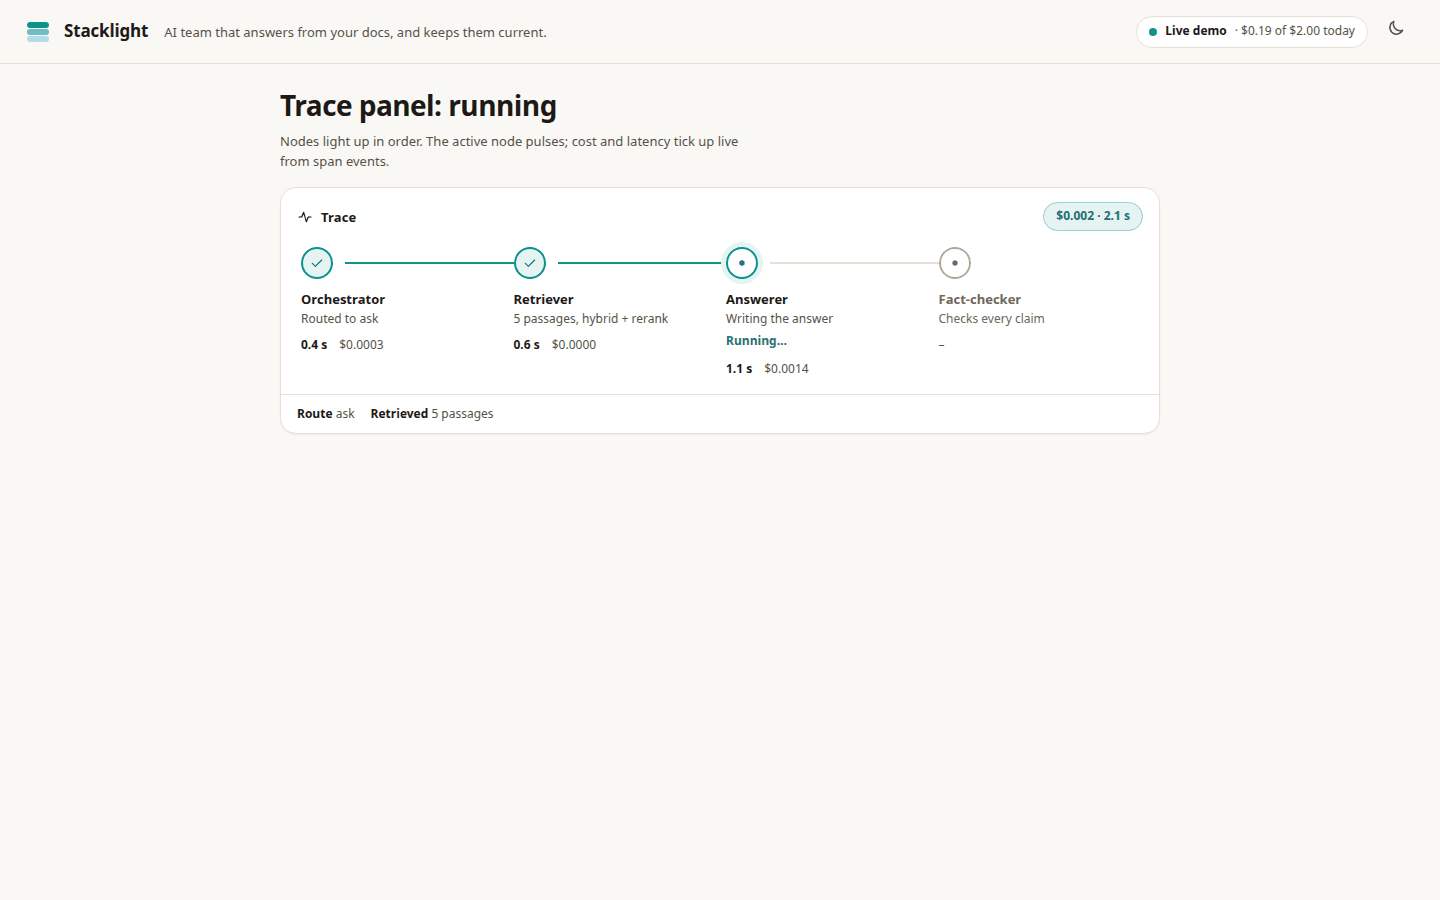 Stacklight AI team that answers from your docs, and keeps them current. Live demo · $0.19 of $2.00 today
Trace panel: running
Nodes light up in order. The active node pulses; cost and latency tick up live
from span events.
Trace $0.002 · 2.1 s
Orchestrator
Routed to ask
0.4 s $0.0003
Retriever
5 passages, hybrid + rerank
0.6 s $0.0000
Answerer
Writing the answer
Running...
1.1 s $0.0014
Fact-checker
Checks every claim
–
Route ask Retrieved 5 passages